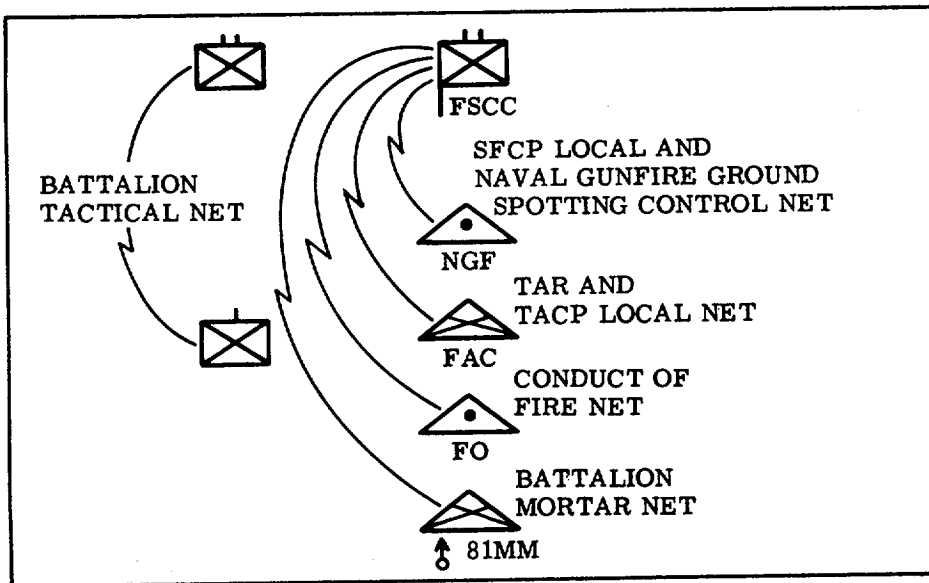 FSCC
BATTALION
TACTICAL NET
SFCP LOCAL AND
NAVAL GUNFIRE GROUND
SPOTTING CONTROL NET
NGF
TAR AND
TACP LOCAL NET
FAC
CONDUCT OF
FIRE NET
FO
BATTALION
MORTAR NET
81MM